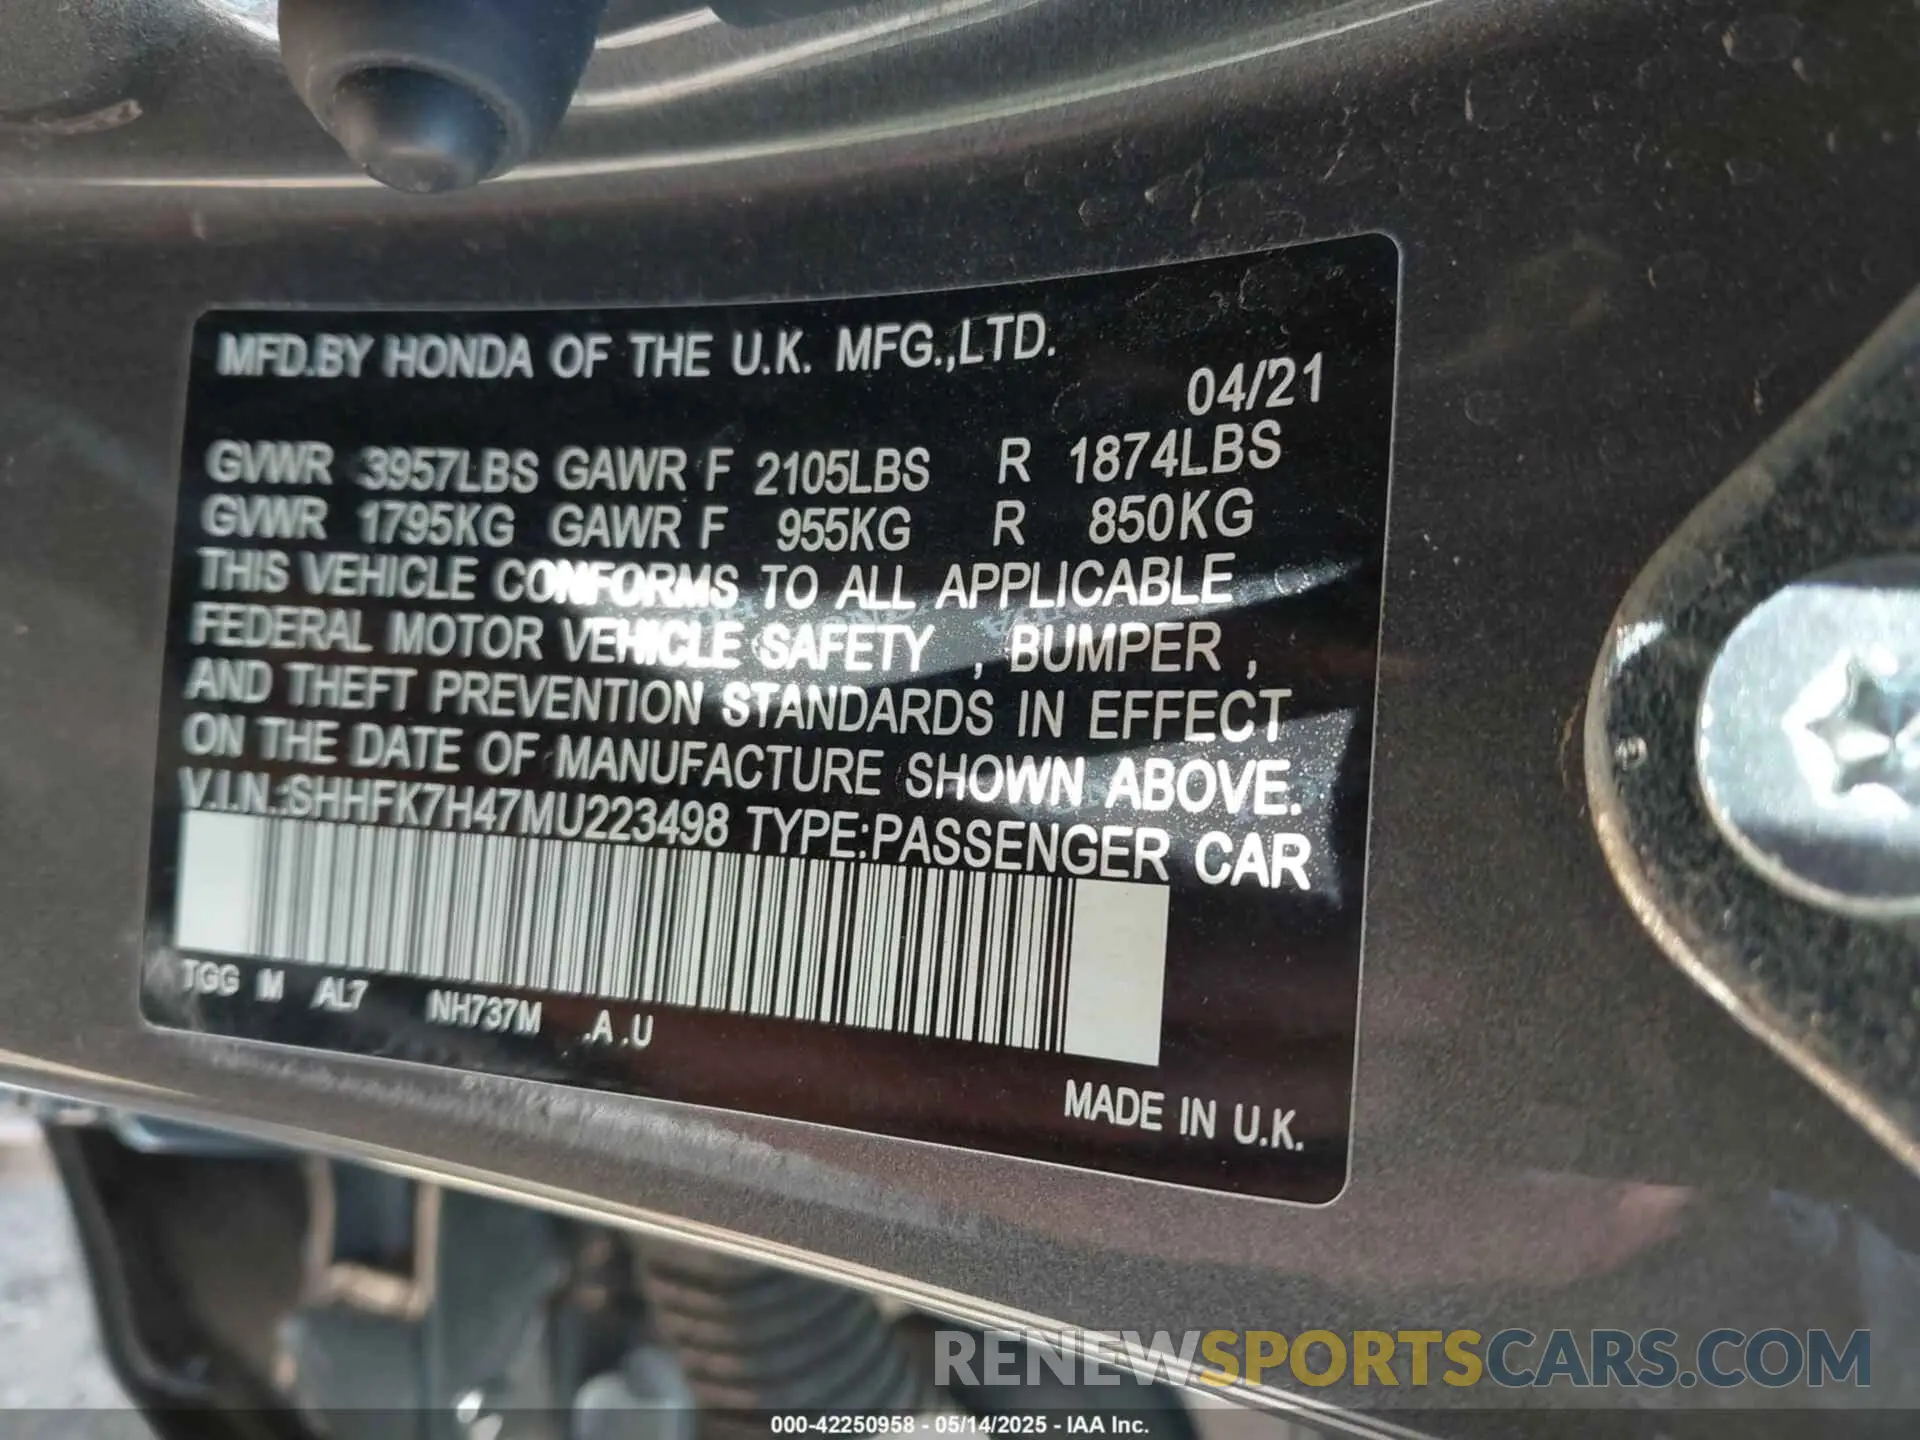 MFD.BY HONDA OF THE U.K. MFG.,LTD.
04/21
GVWR 3957LBS GAWR F 2105LBS R 1874LBS
GVWR 1795KG GAWR F 955KG R 850KG
THIS VEHICLE CONFORMS TO ALL APPLICABLE
FEDERAL MOTOR VEHICLE SAFETY , BUMPER ,
AND THEFT PREVENTION STANDARDS IN EFFECT
ON THE DATE OF MANUFACTURE SHOWN ABOVE.
V.I.N.:SHHFK7H47MU223498 TYPE:PASSENGER CAR
TGG M AL7 NH737M .A .U
MADE IN U.K.
RENEWSPORTSCARS.COM
000-42250958 - 05/14/2025 - IAA Inc.